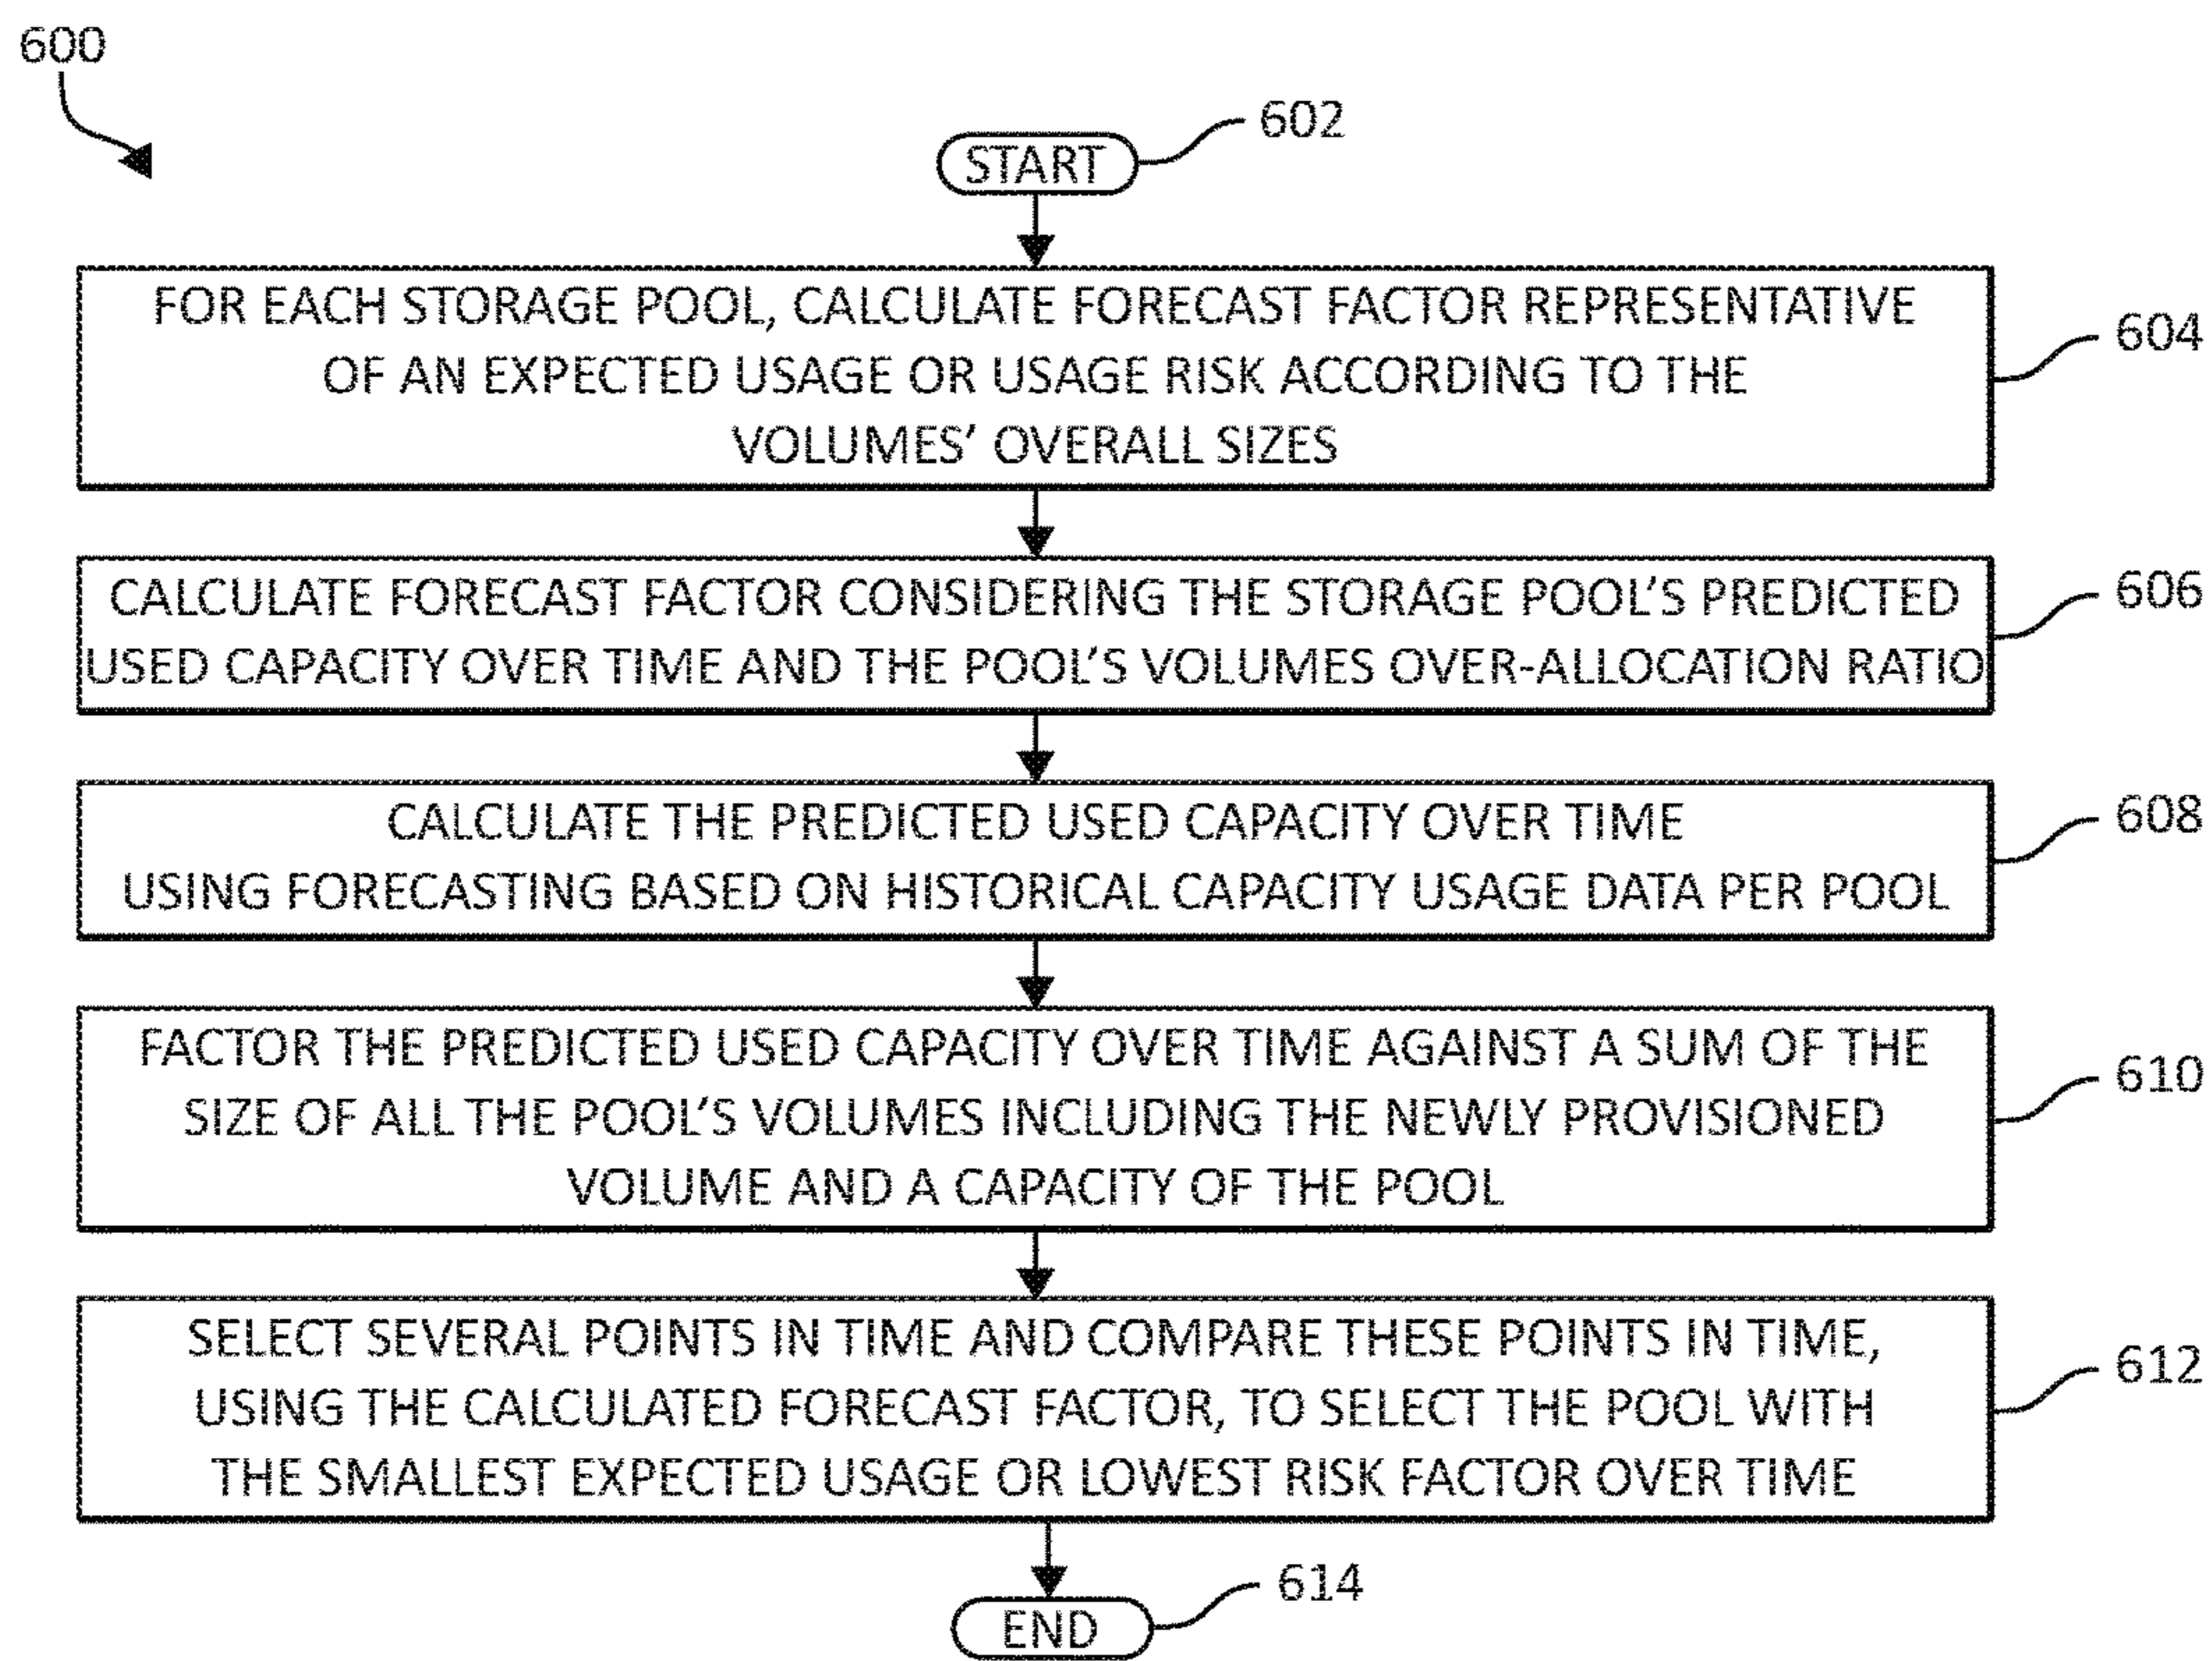 600
START
602
FOR EACH STORAGE POOL, CALCULATE FORECAST FACTOR REPRESENTATIVE
OF AN EXPECTED USAGE OR USAGE RISK ACCORDING TO THE
VOLUMES' OVERALL SIZES
604
CALCULATE FORECAST FACTOR CONSIDERING THE STORAGE POOL'S PREDICTED
USED CAPACITY OVER TIME AND THE POOL'S VOLUMES OVER-ALLOCATION RATIO
606
CALCULATE THE PREDICTED USED CAPACITY OVER TIME
USING FORECASTING BASED ON HISTORICAL CAPACITY USAGE DATA PER POOL
608
FACTOR THE PREDICTED USED CAPACITY OVER TIME AGAINST A SUM OF THE
SIZE OF ALL THE POOL'S VOLUMES INCLUDING THE NEWLY PROVISIONED
VOLUME AND A CAPACITY OF THE POOL
610
SELECT SEVERAL POINTS IN TIME AND COMPARE THESE POINTS IN TIME,
USING THE CALCULATED FORECAST FACTOR, TO SELECT THE POOL WITH
THE SMALLEST EXPECTED USAGE OR LOWEST RISK FACTOR OVER TIME
612
END
614